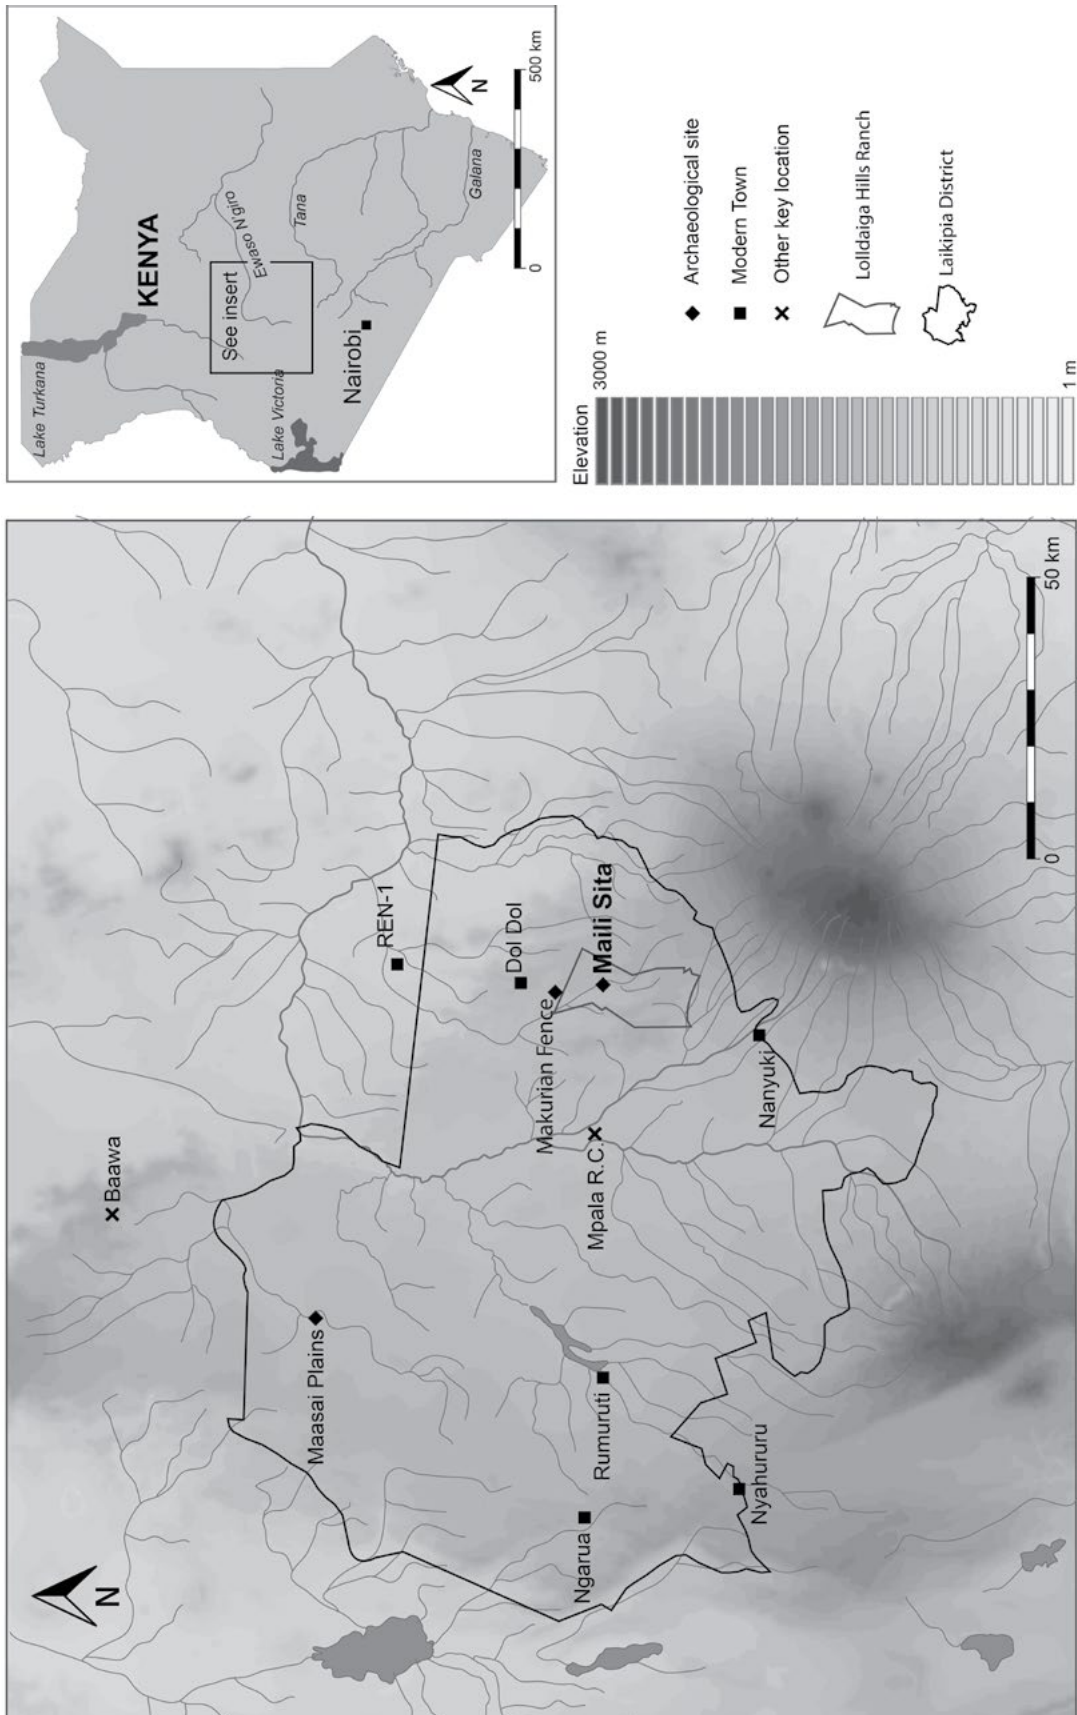 Baawa
REN-1
Maasai Plains
Dol Dol
Makurian Fence
Maili Sita
Mpala R.C.
Rumuruti
Ngarua
Nanyuki
Nyahururu
N
0
50 km
Lake Turkana
KENYA
See insert
Ewaso N'giro
Lake Victoria
Tana
Nairobi
Galana
N
0
500 km
Elevation
3000 m
1 m
Archaeological site
Modern Town
Other key location
Lolldaiga Hills Ranch
Laikipia District